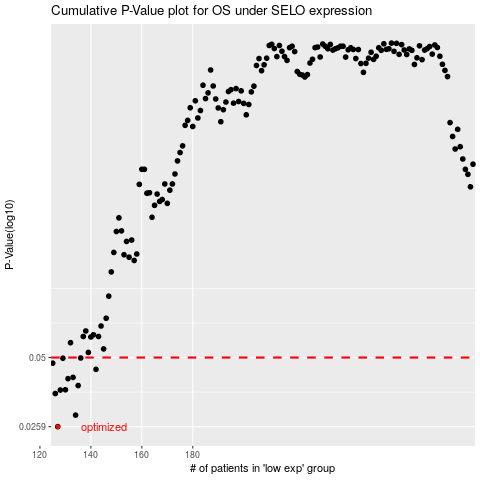 Cumulative P-Value plot for OS under SELO expression
P-Value(log10)
0.05
0.0259
optimized
120
140
160
180
# of patients in 'low exp' group